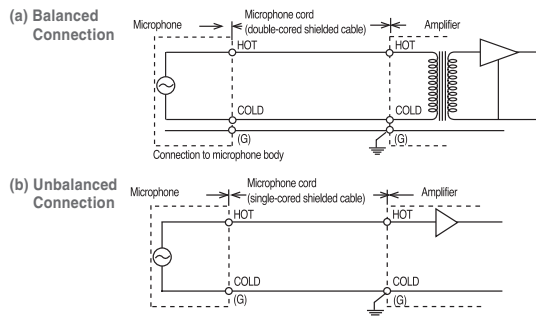 (a) Balanced
Connection
Microphone
Microphone cord
(double-cored shielded cable)
Amplifier
HOT
HOT
COLD
COLD
(G)
(G)
Connection to microphone body
(b) Unbalanced
Connection
Microphone
Microphone cord
(single-cored shielded cable)
Amplifier
HOT
HOT
COLD
COLD
(G)
(G)